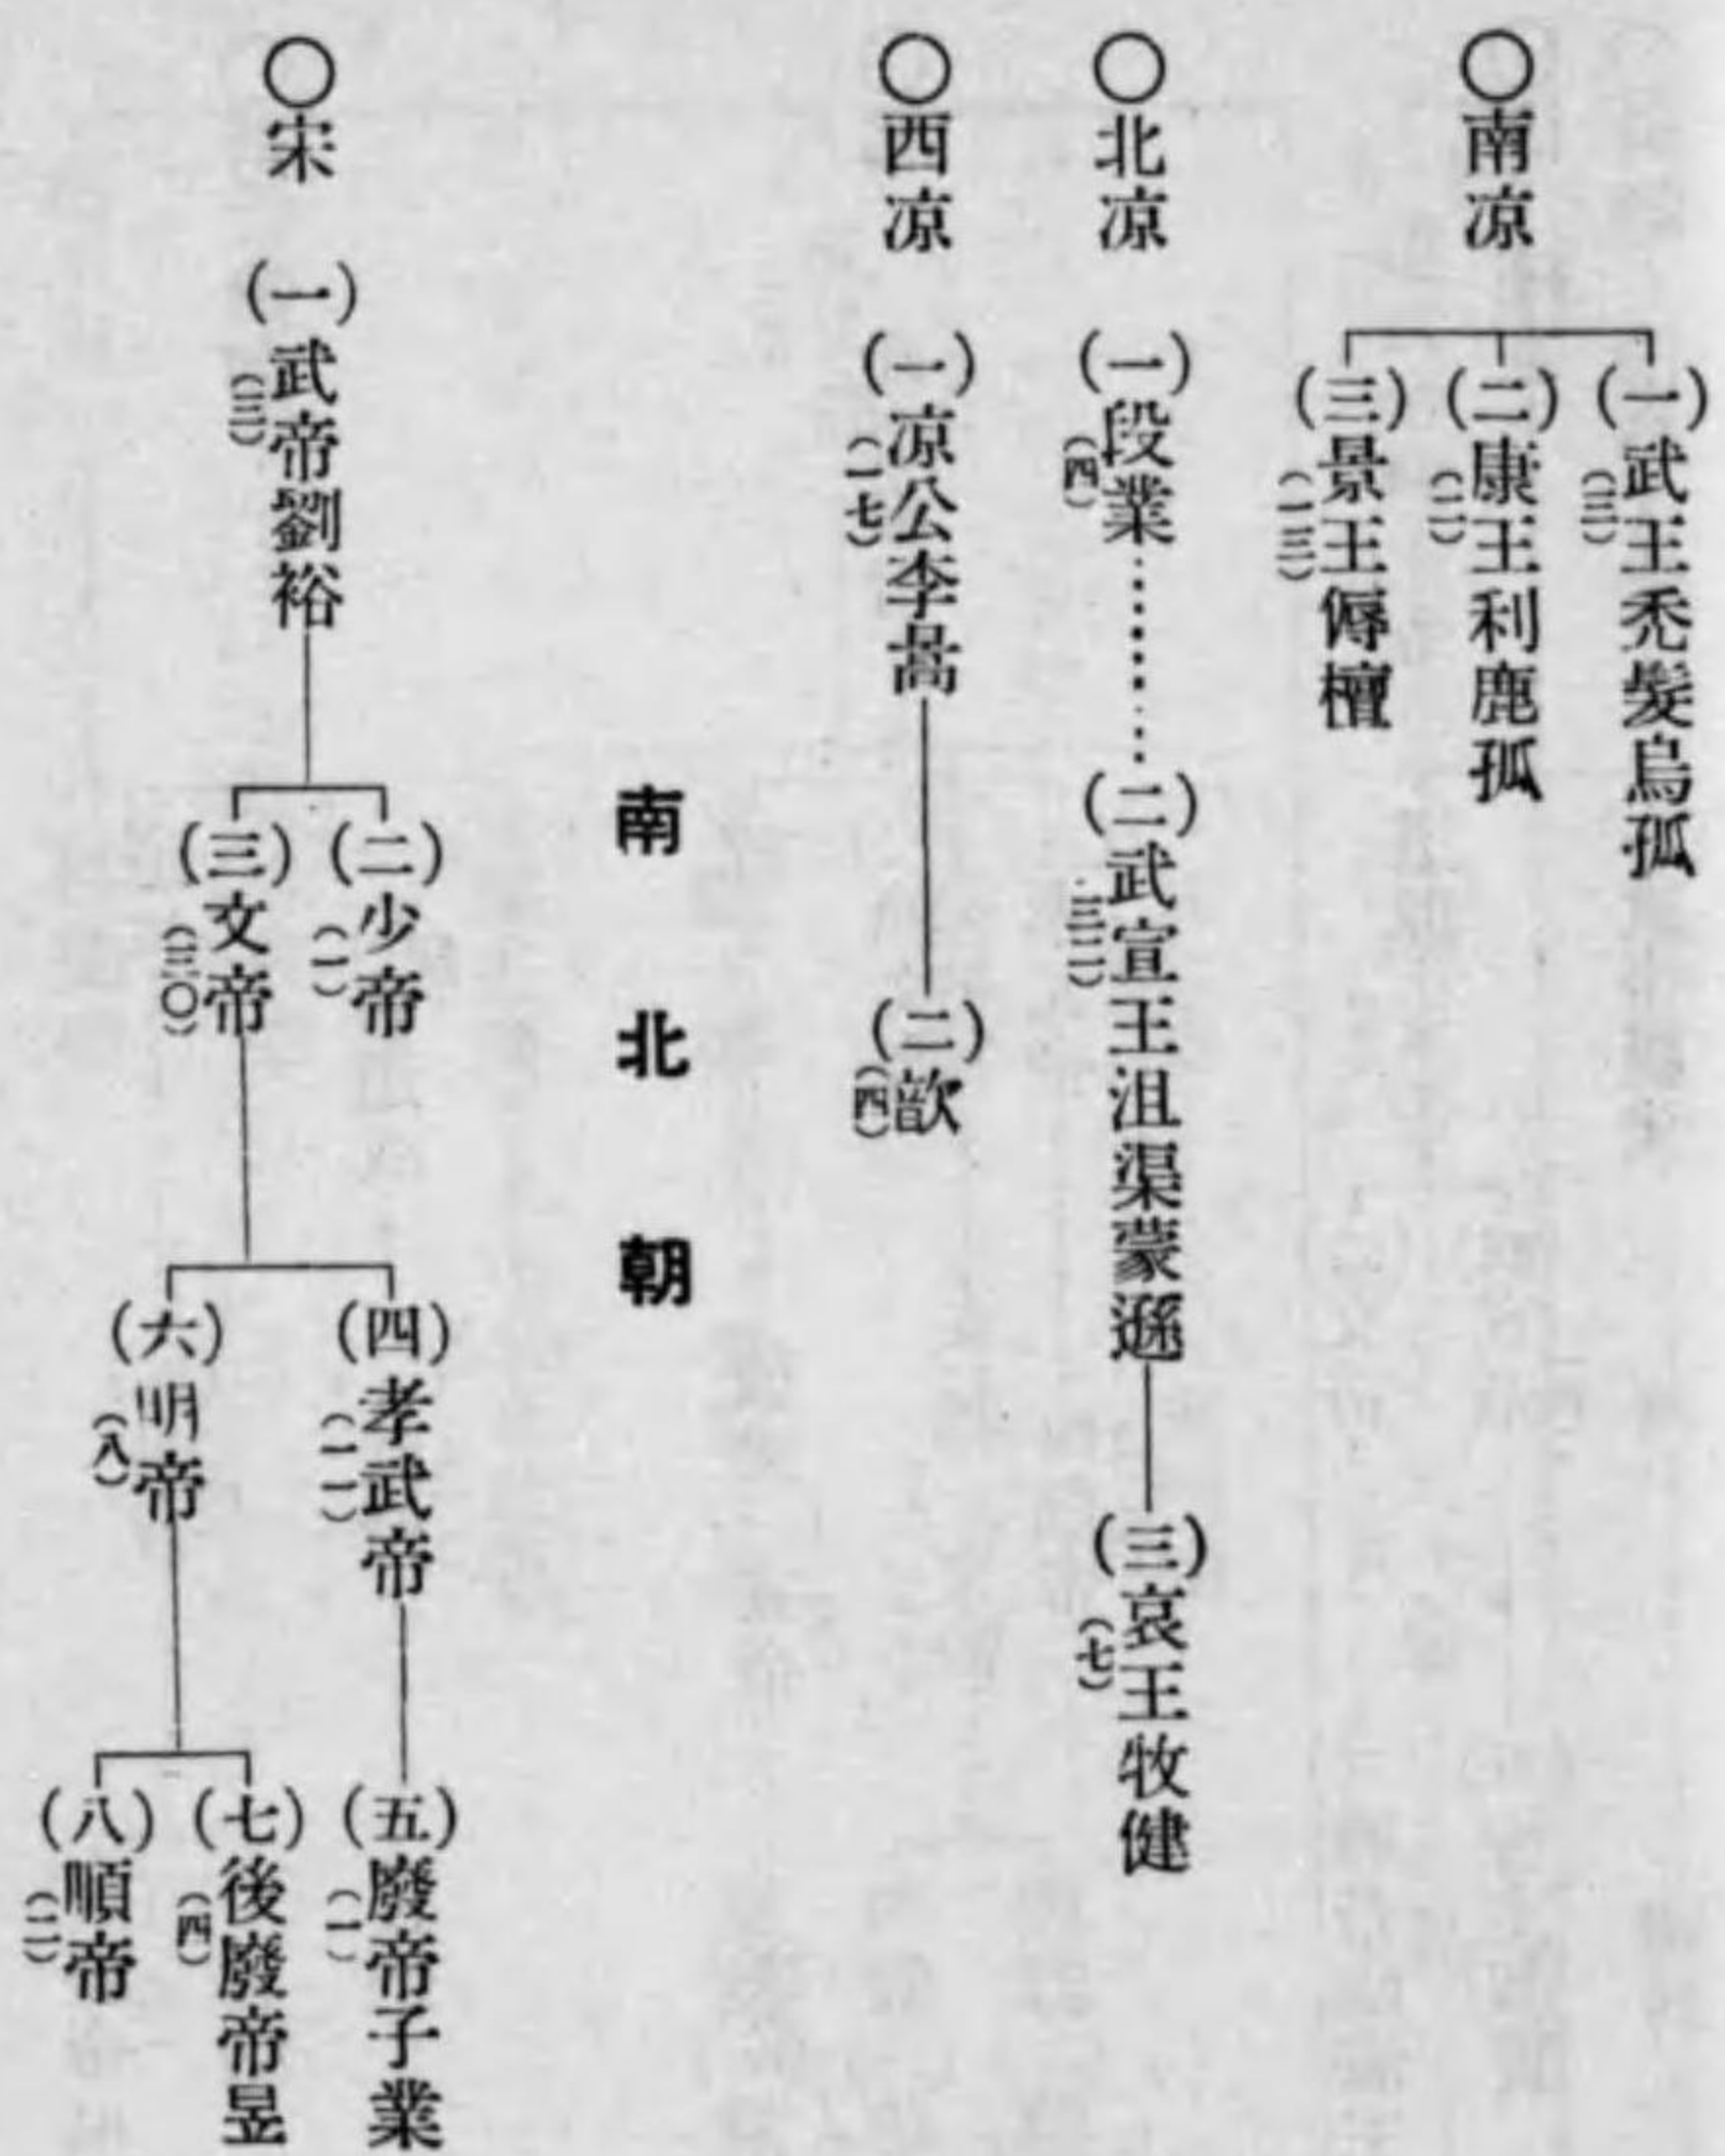 ○南凉
(一)武王禿髮烏孤
(三)
(二)康王利鹿孤
(二)
(三)景王傉檀
(一三)
○北凉
(一)段業
(四)
(二)武宣王沮渠蒙遜
三二)
(三)哀王牧健
(七)
○西凉
(一)凉公李暠
(一七)
(二)歆
(四)
南北朝
○宋
(一)武帝劉裕
(三)
(二)少帝
(一)
(三)文帝
(三〇)
(四)孝武帝
(一一)
(五)廢帝子業
(一)
(六)明帝
(八)
(七)後廢帝昱
(四)
(八)順帝
(二)